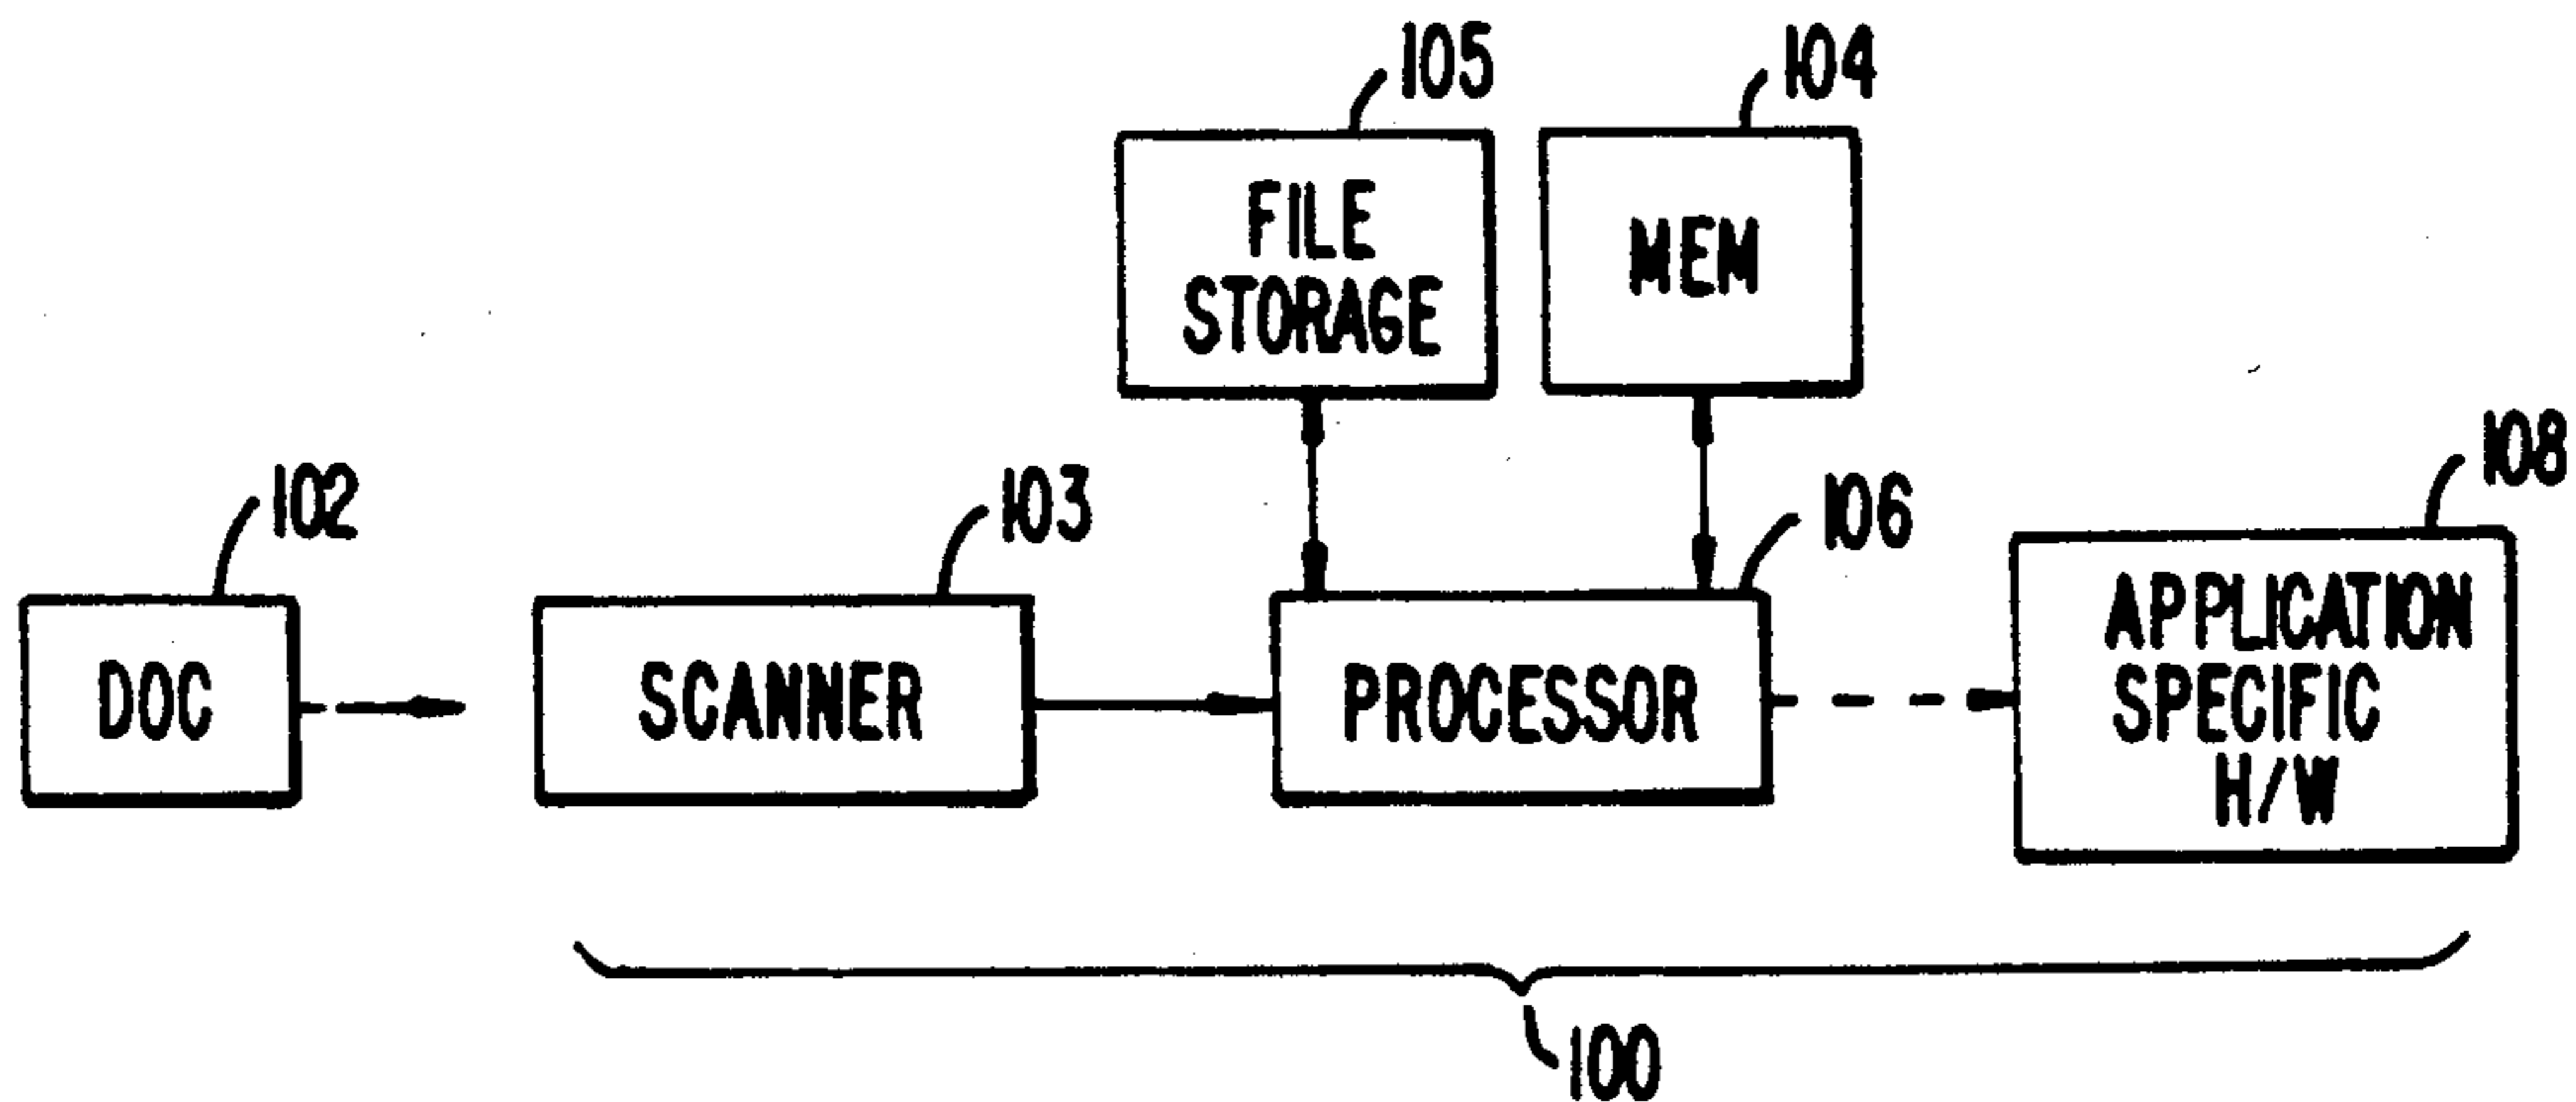 105
104
FILE
STORAGE
MEM
102
103
106
108
DOC
SCANNER
PROCESSOR
APPLICATION
SPECIFIC
H/W
100